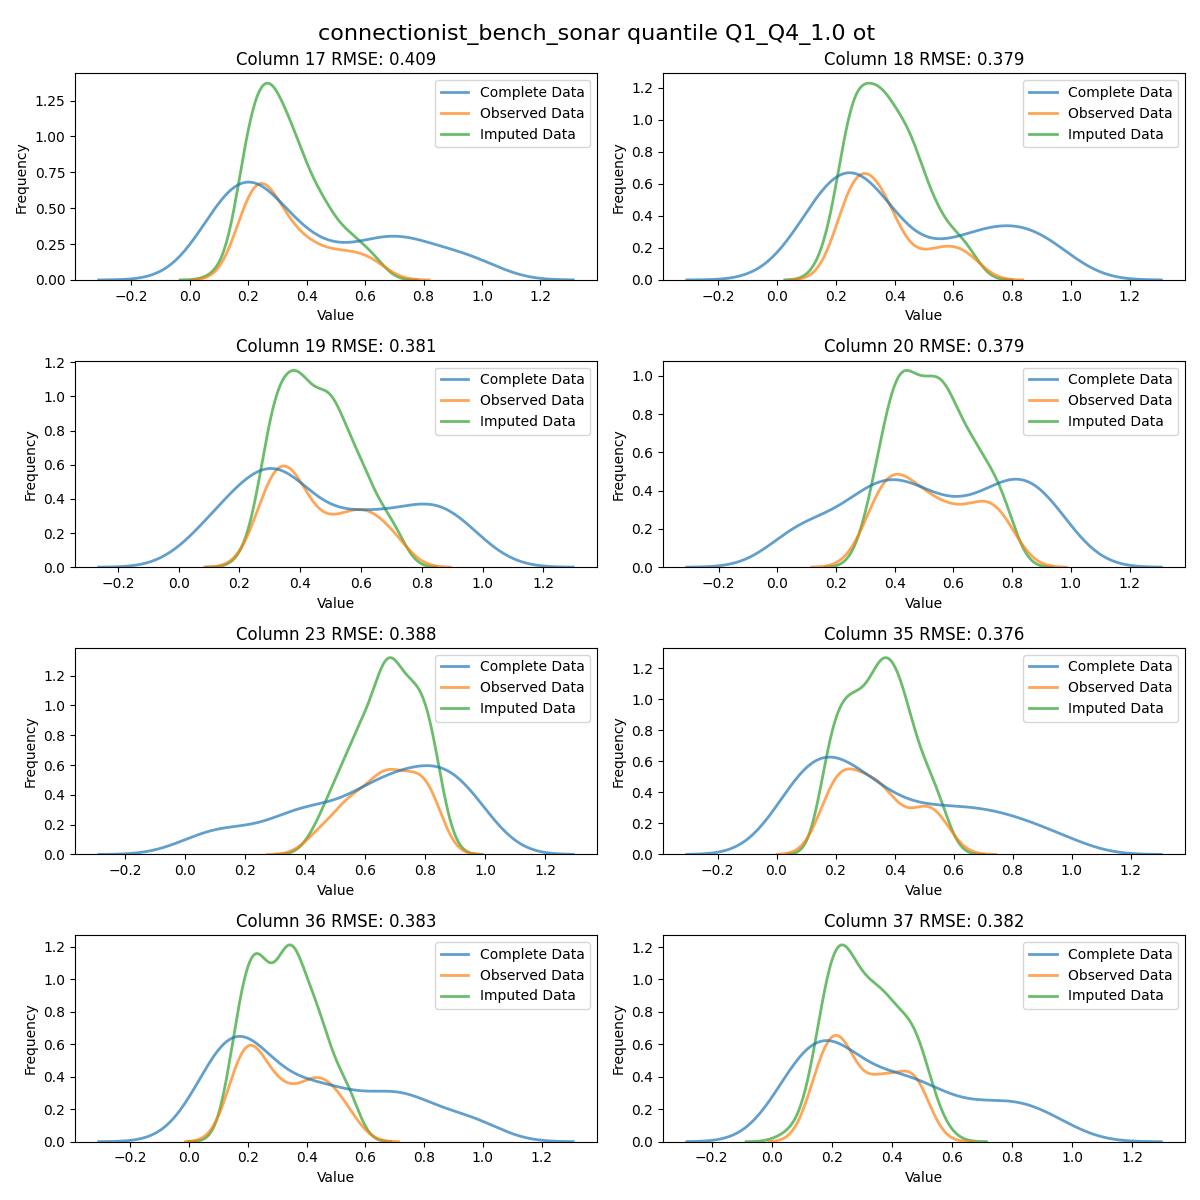 connectionist_bench_sonar quantile Q1_Q4_1.0 ot
Column 17 RMSE: 0.409
Frequency
1.25
1.00
0.75
0.50
0.25
0.00
Complete Data
Observed Data
Imputed Data
−0.2 0.0 0.2 0.4 0.6 0.8 1.0 1.2
Value
Column 18 RMSE: 0.379
Frequency
1.2
1.0
0.8
0.6
0.4
0.2
0.0
Complete Data
Observed Data
Imputed Data
−0.2 0.0 0.2 0.4 0.6 0.8 1.0 1.2
Value
Column 19 RMSE: 0.381
Frequency
1.2
1.0
0.8
0.6
0.4
0.2
0.0
Complete Data
Observed Data
Imputed Data
−0.2 0.0 0.2 0.4 0.6 0.8 1.0 1.2
Value
Column 20 RMSE: 0.379
Frequency
1.0
0.8
0.6
0.4
0.2
0.0
Complete Data
Observed Data
Imputed Data
−0.2 0.0 0.2 0.4 0.6 0.8 1.0 1.2
Value
Column 23 RMSE: 0.388
Frequency
1.2
1.0
0.8
0.6
0.4
0.2
0.0
Complete Data
Observed Data
Imputed Data
−0.2 0.0 0.2 0.4 0.6 0.8 1.0 1.2
Value
Column 35 RMSE: 0.376
Frequency
1.2
1.0
0.8
0.6
0.4
0.2
0.0
Complete Data
Observed Data
Imputed Data
−0.2 0.0 0.2 0.4 0.6 0.8 1.0 1.2
Value
Column 36 RMSE: 0.383
Frequency
1.2
1.0
0.8
0.6
0.4
0.2
0.0
Complete Data
Observed Data
Imputed Data
−0.2 0.0 0.2 0.4 0.6 0.8 1.0 1.2
Value
Column 37 RMSE: 0.382
Frequency
1.2
1.0
0.8
0.6
0.4
0.2
0.0
Complete Data
Observed Data
Imputed Data
−0.2 0.0 0.2 0.4 0.6 0.8 1.0 1.2
Value